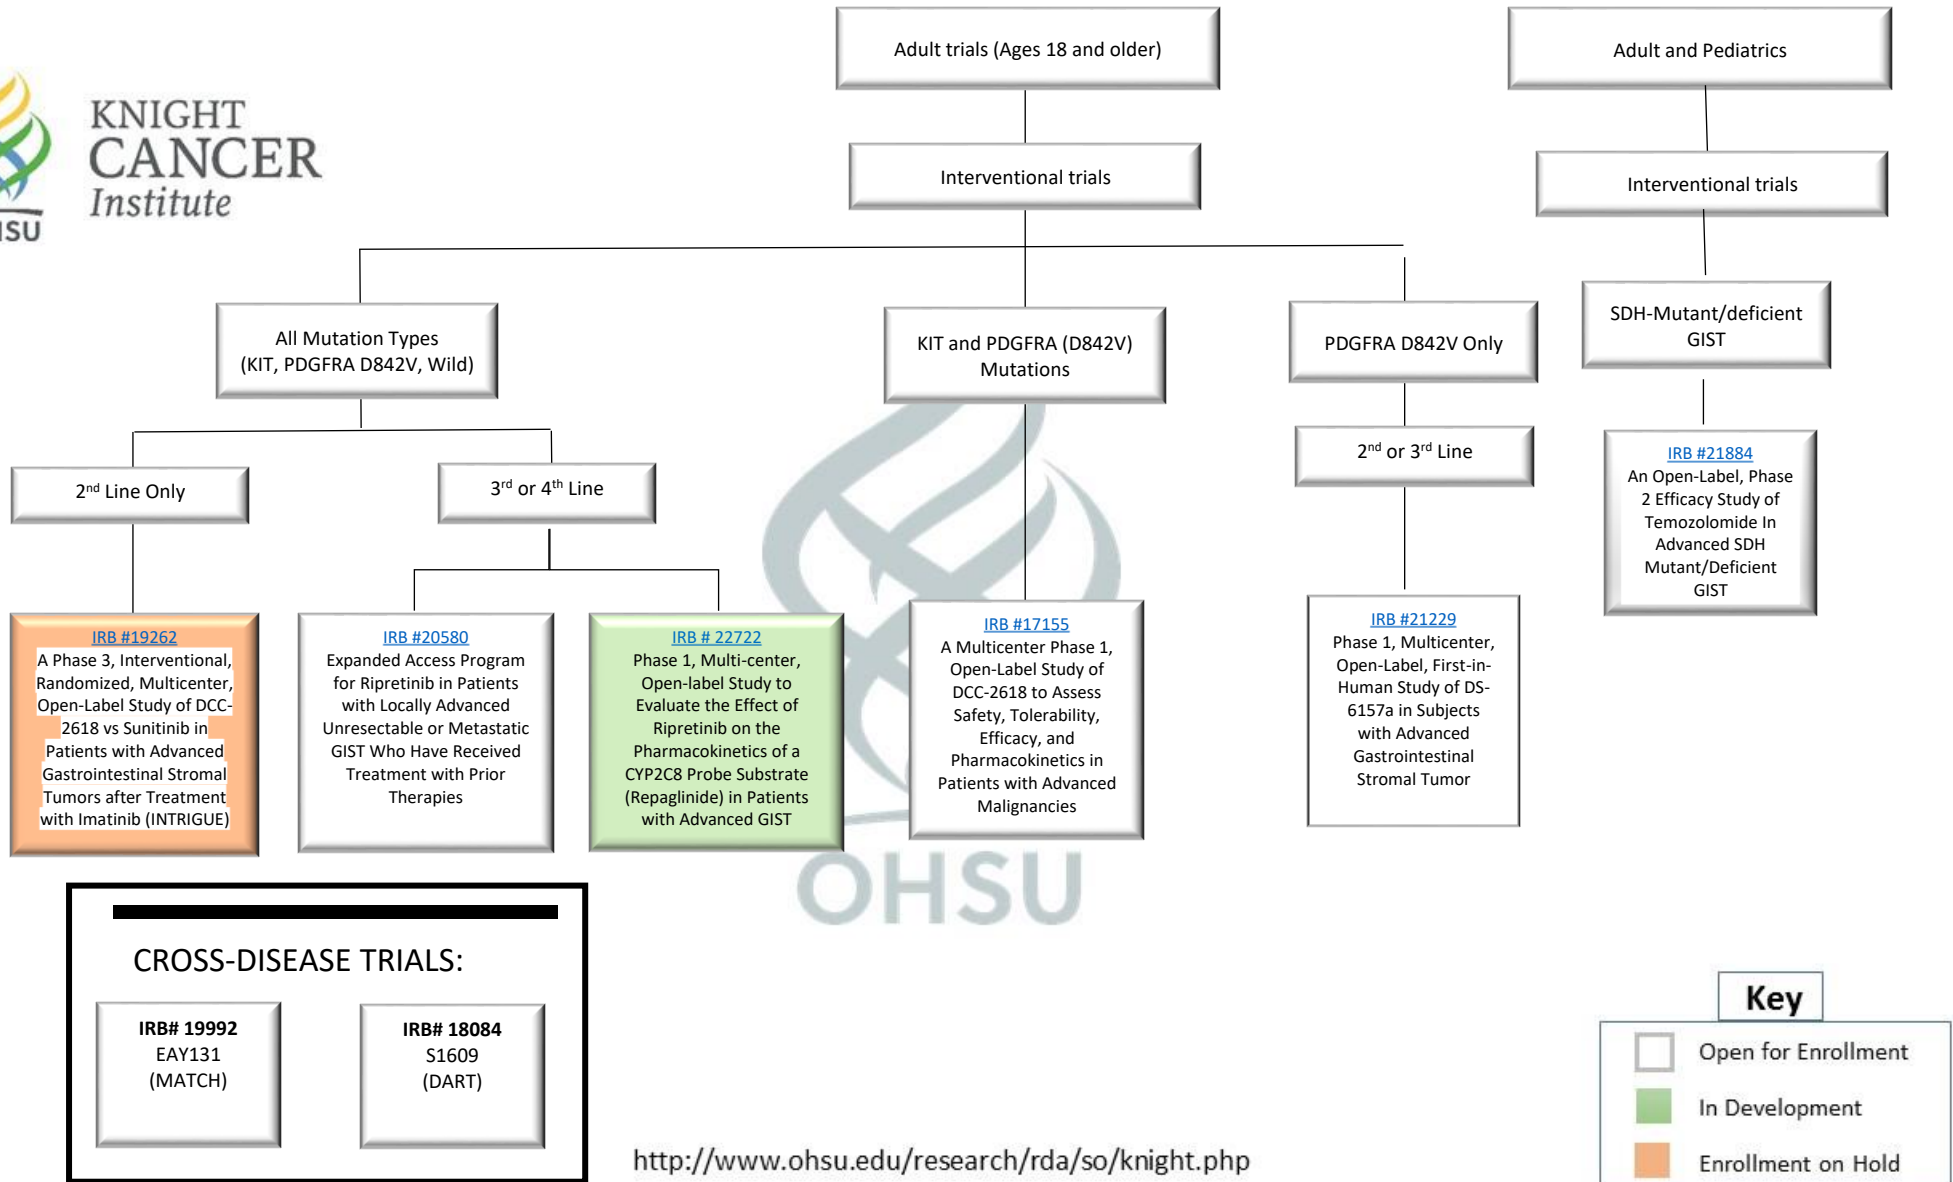 KNIGHT
CANCER
Institute
Adult trials (Ages 18 and older)
Adult and Pediatrics
Interventional trials
Interventional trials
All Mutation Types
(KIT, PDGFRA D842V, Wild)
KIT and PDGFRA (D842V)
Mutations
PDGFRA D842V Only
SDH-Mutant/deficient
GIST
2nd Line Only
3rd or 4th Line
2nd or 3rd Line
IRB #21884
An Open-Label, Phase
2 Efficacy Study of
Temozolomide In
Advanced SDH
Mutant/Deficient
GIST
IRB #19262
A Phase 3, Interventional,
Randomized, Multicenter,
Open-Label Study of DCC-
2618 vs Sunitinib in
Patients with Advanced
Gastrointestinal Stromal
Tumors after Treatment
with Imatinib (INTRIGUE)
IRB #20580
Expanded Access Program
for Ripretinib in Patients
with Locally Advanced
Unresectable or Metastatic
GIST Who Have Received
Treatment with Prior
Therapies
IRB # 22722
Phase 1, Multi-center,
Open-label Study to
Evaluate the Effect of
Ripretinib on the
Pharmacokinetics of a
CYP2C8 Probe Substrate
(Repaglinide) in Patients
with Advanced GIST
IRB #17155
A Multicenter Phase 1,
Open-Label Study of
DCC-2618 to Assess
Safety, Tolerability,
Efficacy, and
Pharmacokinetics in
Patients with Advanced
Malignancies
IRB #21229
Phase 1, Multicenter,
Open-Label, First-in-
Human Study of DS-
6157a in Subjects
with Advanced
Gastrointestinal
Stromal Tumor
OHSU
CROSS-DISEASE TRIALS:
IRB# 19992
EAY131
(MATCH)
IRB# 18084
S1609
(DART)
http://www.ohsu.edu/research/rda/so/knight.php
Key
Open for Enrollment
In Development
Enrollment on Hold